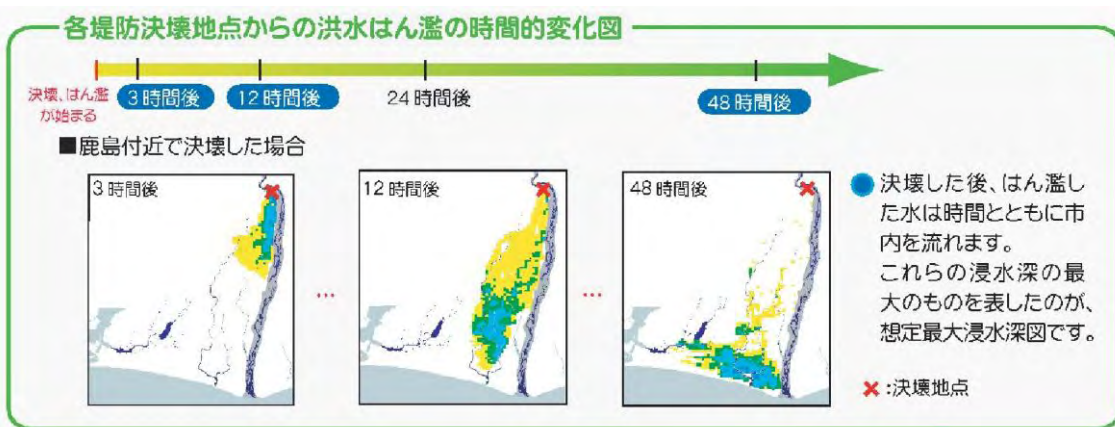 各堤防決壊地点からの洪水はん濫の時間的変化図
決壊、はん濫
が始まる
3時間後
12時間後
24時間後
48時間後
■鹿島付近で決壊した場合
3時間後
12時間後
48時間後
…
…
決壊した後、はん濫し
た水は時間とともに市
内を流れます。
これらの浸水深の最
大のものを表したのが、
想定最大浸水深図です。
×:決壊地点